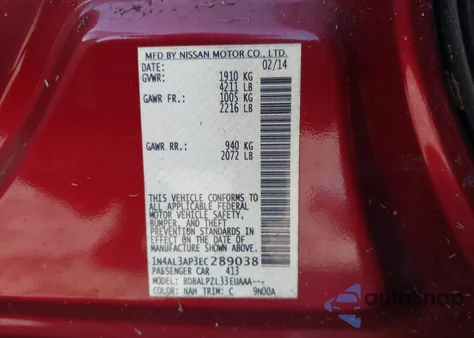 MFD BY NISSAN MOTOR CO., LTD.
DATE: 02/14
GVWR: 1910 KG
4211 LB
GAWR FR.: 1005 KG
2216 LB
GAWR RR.: 940 KG
2072 LB
THIS VEHICLE CONFORMS TO
ALL APPLICABLE FEDERAL
MOTOR VEHICLE SAFETY,
BUMPER, AND THEFT
PREVENTION STANDARDS
IN EFFECT ON THE DATE OF
MANUFACTURE SHOWN ABOVE.
1N4AL3AP3EC289038
PASSENGER CAR 413
MODEL: BDBALPZL33EUAAA---
COLOR: NAH TRIM: C 9N00A
AutoSnap